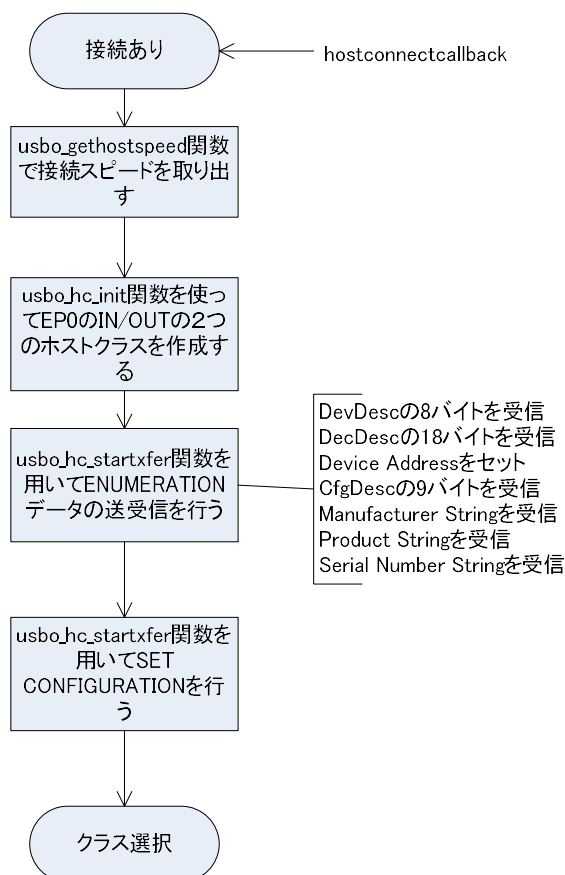 接続あり
hostconnectcallback
usbo_gethostspeed関数
で接続スピードを取り出
す
usbo_hc_init関数を使っ
てEP0のIN/OUTの２つ
のホストクラスを作成す
る
usbo_hc_startxfer関数を
用いてENUMERATION
データの送受信を行う
DevDescの8バイトを受信
DecDescの18バイトを受信
Device Addressをセット
CfgDescの9バイトを受信
Manufacturer Stringを受信
Product Stringを受信
Serial Number Stringを受信
usbo_hc_startxfer関数を
用いてSET
CONFIGURATIONを行
う
クラス選択